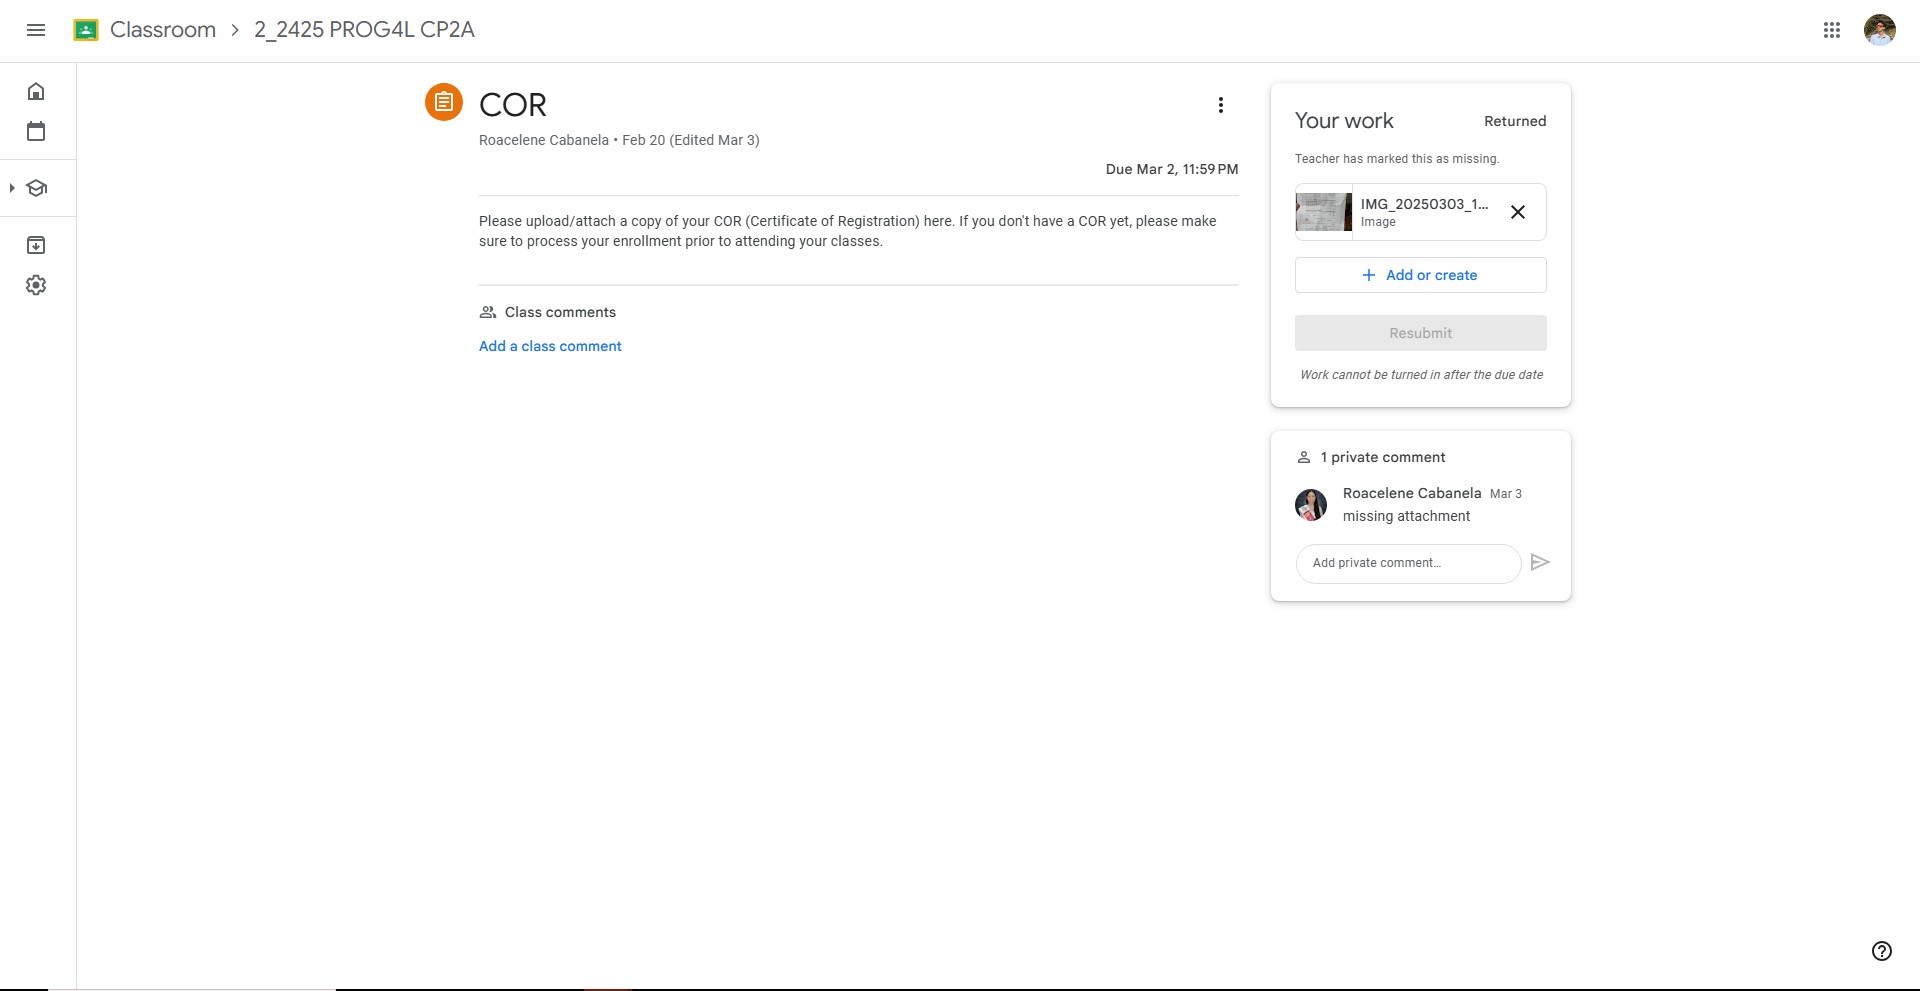 Classroom > 2_2425 PROG4L CP2A
COR
Roacelene Cabanela • Feb 20 (Edited Mar 3)
Due Mar 2, 11:59 PM
Please upload/attach a copy of your COR (Certificate of Registration) here. If you don't have a COR yet, please make
sure to process your enrollment prior to attending your classes.
Class comments
Add a class comment
Your work
Returned
Teacher has marked this as missing.
IMG_20250303_1...
Image
Add or create
Resubmit
Work cannot be turned in after the due date
1 private comment
Roacelene Cabanela Mar 3
missing attachment
Add private comment...